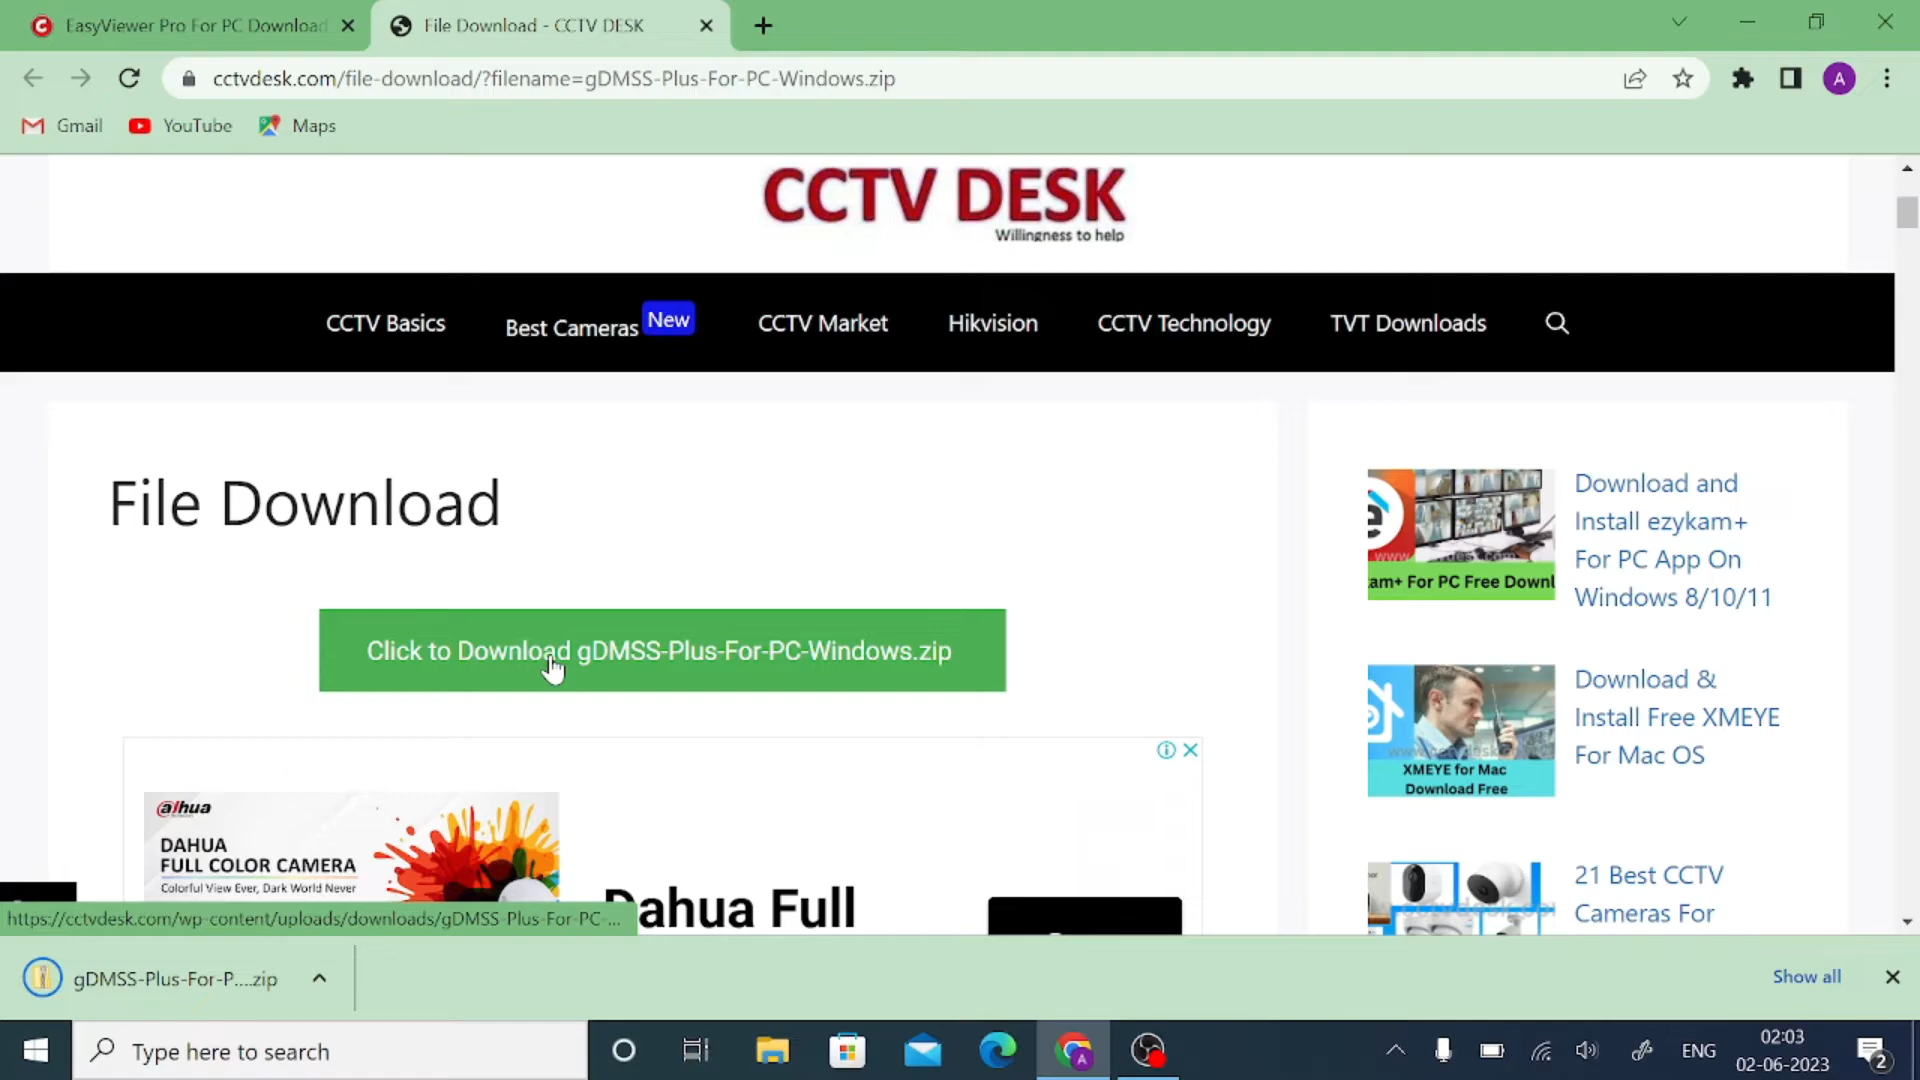 EasyViewer Pro For PC Download
File Download - CCTV DESK
cctvdesk.com/file-download/?filename=gDMSS-Plus-For-PC-Windows.zip
A
Gmail
YouTube
Maps
CCTV DESK
Willingness to help
CCTV Basics
Best Cameras New
CCTV Market
Hikvision
CCTV Technology
TVT Downloads
File Download
Click to Download gDMSS-Plus-For-PC-Windows.zip
alhua
DAHUA
FULL COLOR CAMERA
Colorful View Ever, Dark World Never
Dahua Full
Download and
Install ezykam+
For PC App On
Windows 8/10/11
am+ For PC Free Downl
Download &
Install Free XMEYE
For Mac OS
XMEYE for Mac
Download Free
21 Best CCTV
Cameras For
https://cctvdesk.com/wp-content/uploads/downloads/gDMSS-Plus-For-PC-...
gDMSS-Plus-For-P....zip
Show all
Type here to search
A
ENG
02:03
02-06-2023
2